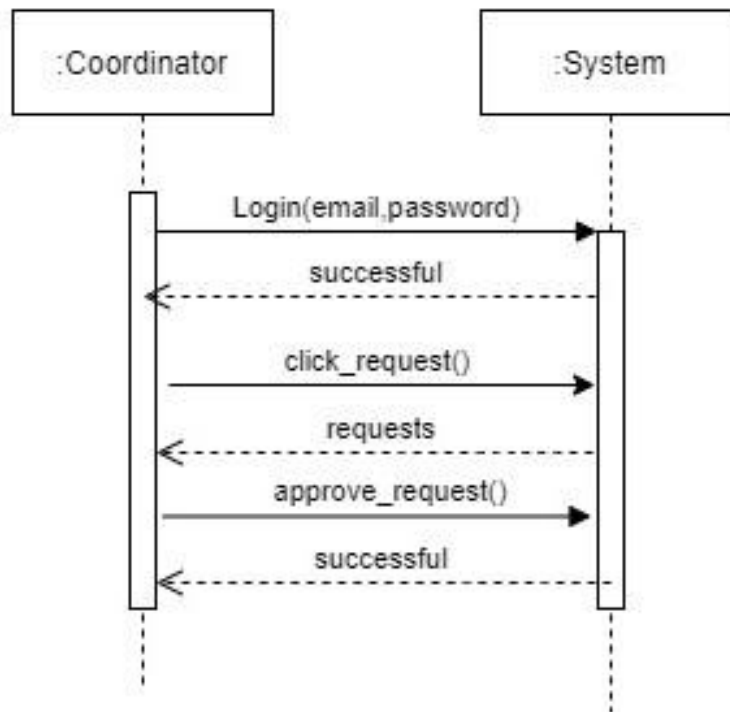 :Coordinator
:System
Login(email,password)
successful
click_request()
requests
approve_request()
successful